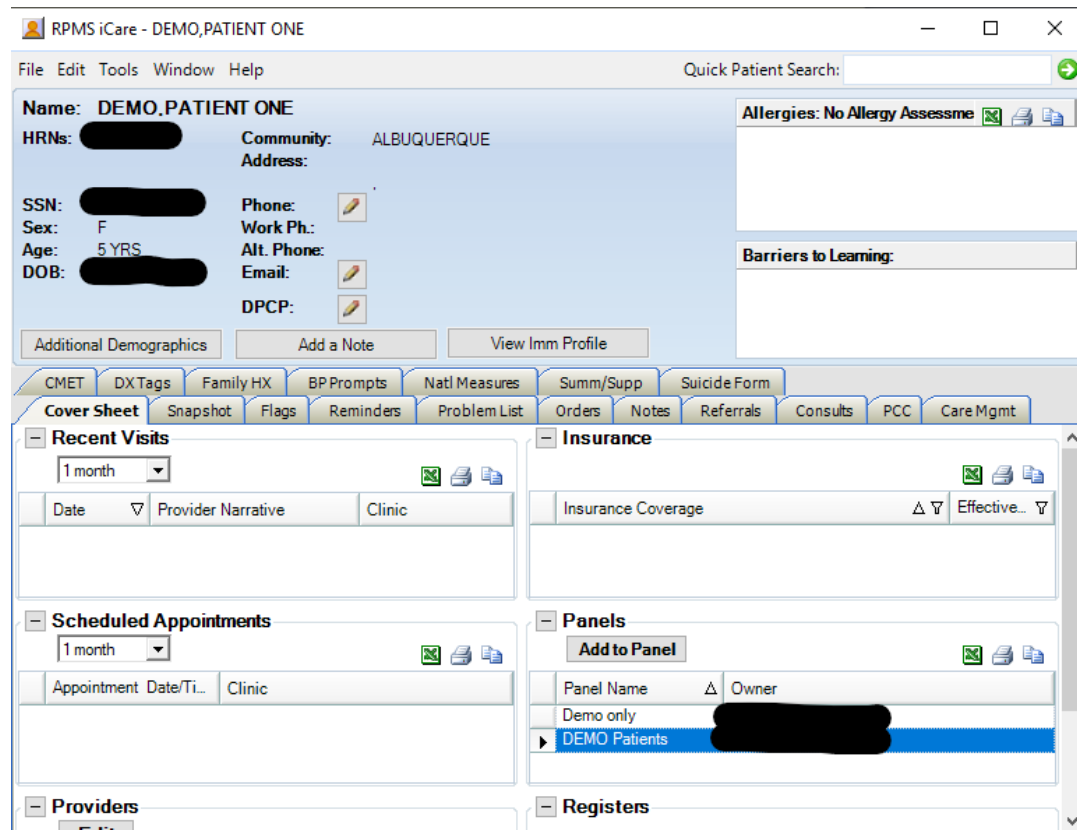 RPMS iCare - DEMO,PATIENT ONE
File Edit Tools Window Help Quick Patient Search:
Name: DEMO,PATIENT ONE
HRNs:
Community: ALBUQUERQUE
Address:
,
SSN:
Sex: F
Age: 5 YRS
DOB:
Phone:
Work Ph.:
Alt. Phone:
Email:
DPCP:
Allergies: No Allergy Assessme
Barriers to Learning:
Additional Demographics Add a Note View Imm Profile
CMET DX Tags Family HX BP Prompts Natl Measures Summ/Supp Suicide Form
Cover Sheet Snapshot Flags Reminders Problem List Orders Notes Referrals Consults PCC Care Mgmt
Recent Visits
1 month
Date Provider Narrative Clinic
Insurance
Insurance Coverage Effective...
Scheduled Appointments
1 month
Appointment Date/Ti... Clinic
Panels
Add to Panel
Panel Name Owner
Demo only
DEMO Patients
Providers
Edit
Registers